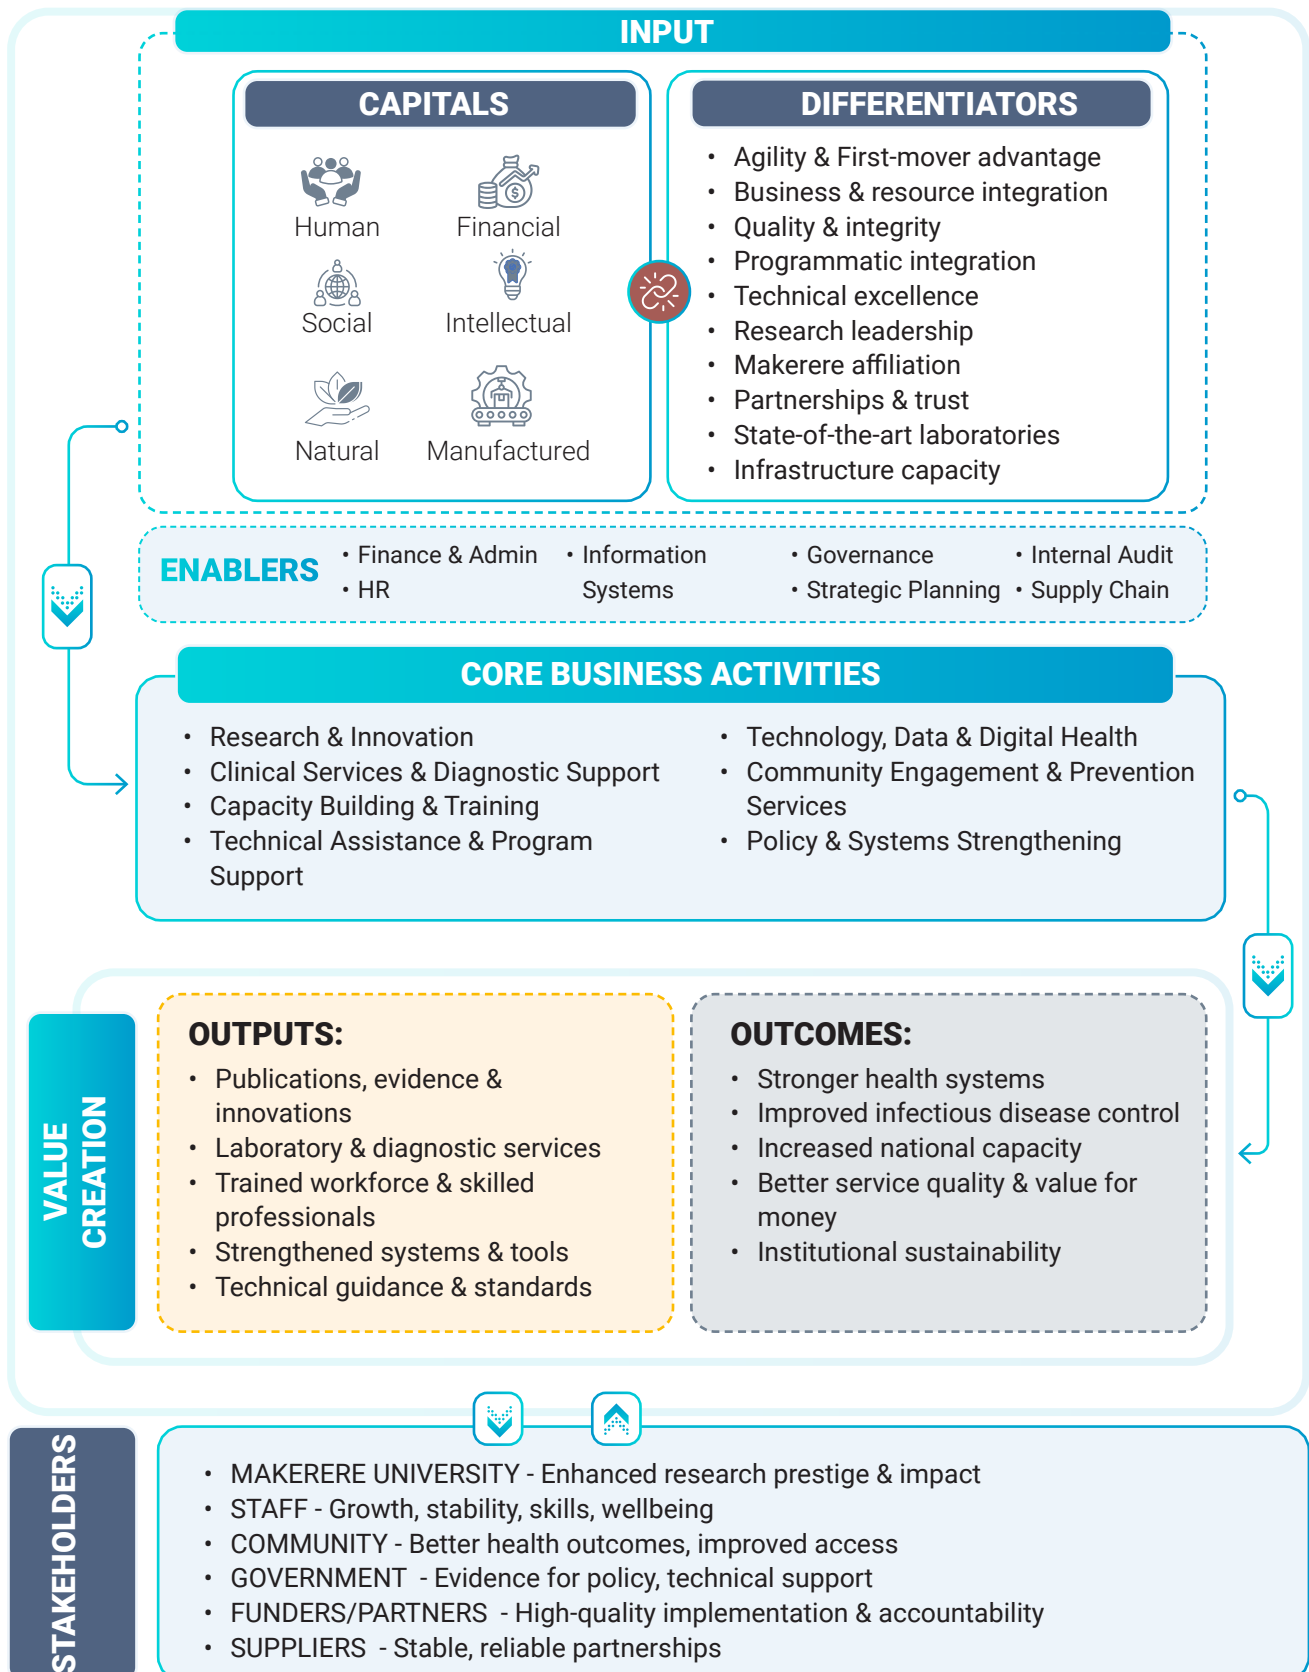 INPUT
CAPITALS
Human
Financial
Social
Intellectual
Natural
Manufactured
DIFFERENTIATORS
• Agility & First-mover advantage
• Business & resource integration
• Quality & integrity
• Programmatic integration
• Technical excellence
• Research leadership
• Makerere affiliation
• Partnerships & trust
• State-of-the-art laboratories
• Infrastructure capacity
ENABLERS
• Finance & Admin
• HR
• Information
Systems
• Governance
• Strategic Planning
• Internal Audit
• Supply Chain
CORE BUSINESS ACTIVITIES
• Research & Innovation
• Clinical Services & Diagnostic Support
• Capacity Building & Training
• Technical Assistance & Program
Support
• Technology, Data & Digital Health
• Community Engagement & Prevention
Services
• Policy & Systems Strengthening
VALUE
CREATION
OUTPUTS:
• Publications, evidence &
innovations
• Laboratory & diagnostic services
• Trained workforce & skilled
professionals
• Strengthened systems & tools
• Technical guidance & standards
OUTCOMES:
• Stronger health systems
• Improved infectious disease control
• Increased national capacity
• Better service quality & value for
money
• Institutional sustainability
STAKEHOLDERS
• MAKERERE UNIVERSITY - Enhanced research prestige & impact
• STAFF - Growth, stability, skills, wellbeing
• COMMUNITY - Better health outcomes, improved access
• GOVERNMENT - Evidence for policy, technical support
• FUNDERS/PARTNERS - High-quality implementation & accountability
• SUPPLIERS - Stable, reliable partnerships